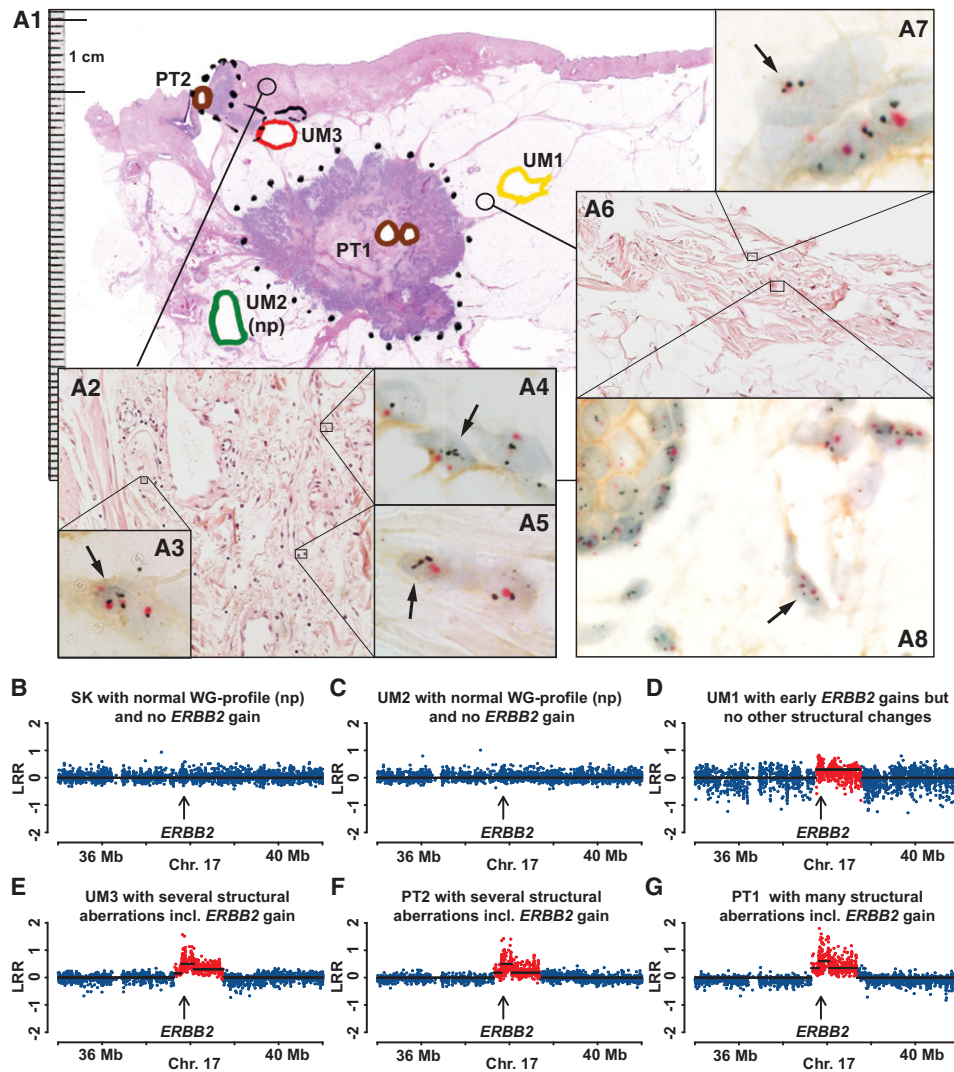 A1
1 cm
PT2
UM3
UM1
PT1
UM2
(np)
A7
A6
A2
A4
A3
A5
A8
B
SK with normal WG-profile (np)
and no ERBB2 gain
LRR
2
1
0
-1
-2
ERBB2
36 Mb
Chr. 17
40 Mb
C
UM2 with normal WG-profile (np)
and no ERBB2 gain
LRR
2
1
0
-1
-2
ERBB2
36 Mb
Chr. 17
40 Mb
D
UM1 with early ERBB2 gains but
no other structural changes
LRR
2
1
0
-1
-2
ERBB2
36 Mb
Chr. 17
40 Mb
E
UM3 with several structural
aberrations incl. ERBB2 gain
LRR
2
1
0
-1
-2
ERBB2
36 Mb
Chr. 17
40 Mb
F
PT2 with several structural
aberrations incl. ERBB2 gain
LRR
2
1
0
-1
-2
ERBB2
36 Mb
Chr. 17
40 Mb
G
PT1 with many structural
aberrations incl. ERBB2 gain
LRR
2
1
0
-1
-2
ERBB2
36 Mb
Chr. 17
40 Mb